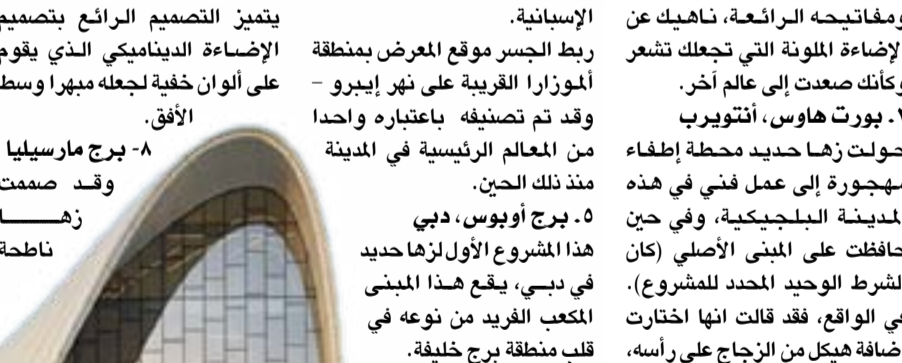 ومفاتيحه الرائعة، ناهيك عن
الإضاءة الملونة التي تجعلك تشعر
وكأنك صعدت إلى عالم آخر.
٧. بورت هاوس، أنتويرب
حولت زها حديد محطة إطفاء
مهجورة إلى عمل فني في هذه
المدينة البلجيكية، وفي حين
حافظت على المبنى الأصلي (كان
الشرط الوحيد المحدد للمشروع).
في الواقع، فقد قالت انها اختارت
إضافة هيكل من الزجاج على رأسه،
الإسبانية.
ربط الجسر موقع المعرض بمنطقة
ألموزارا القريبة على نهر إيبرو –
وقد تم تصنيفه باعتباره واحدا
من المعالم الرئيسية في المدينة
منذ ذلك الحين.
٥. برج أوبوس، دبي
هذا المشروع الأول لزها حديد
في دبي، يقع هذا المبنى
المكعب الفريد من نوعه في
قلب منطقة برج خليفة.
يتميز التصميم الرائع بتصميم
الإضاءة الديناميكي الذي يقوم
على ألوان خفية لجعله مبهرا وسط
الأفق.
٨- برج مارسيليا
وقد صممت
زها
ناطحة